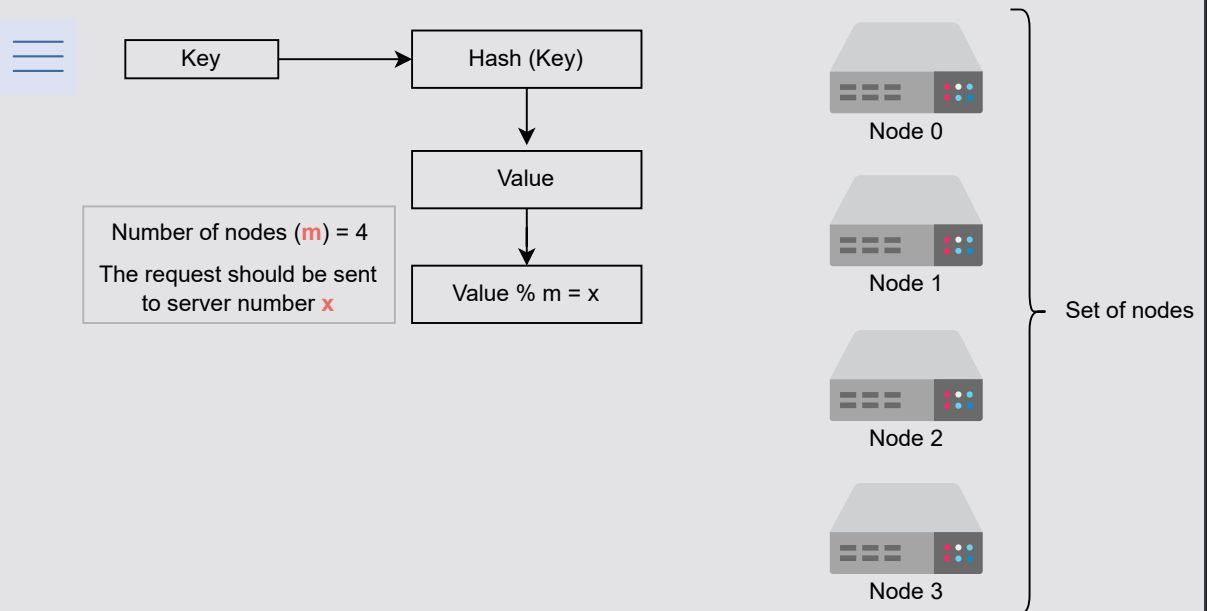 Key
Hash (Key)
Value
Number of nodes (m) = 4
The request should be sent
to server number x
Value % m = x
Node 0
Node 1
Node 2
Node 3
Set of nodes